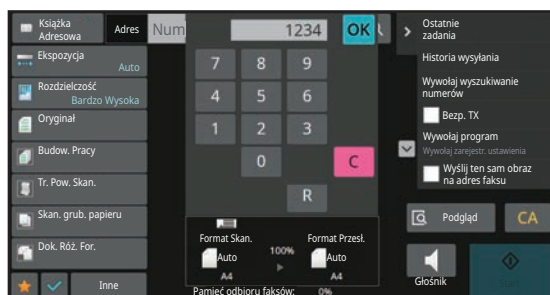 Książka
Adresowa
Adres
Num
1234
OK
Ostatnie
zadania
Ekspozycja
Auto
Historia wysyłania
7
8
9
Rozdzielczość
Bardzo Wysoka
Wywołaj wyszukiwanie
numerów
4
5
6
Bezp. TX
Oryginał
1
2
3
Wywołaj program
Wywołaj zarejestr. ustawienia
Budow. Pracy
0
C
Wyślij ten sam obraz
na adres faksu
Tr. Pow. Skan.
R
Skan. grub. papieru
Podgląd
CA
Format Skan.
100%
Format Przesł.
Dok. Róż. For.
Auto
Auto
A4
A4
Głośnik
Start
Inne
Pamięć odbioru faksów:
0%